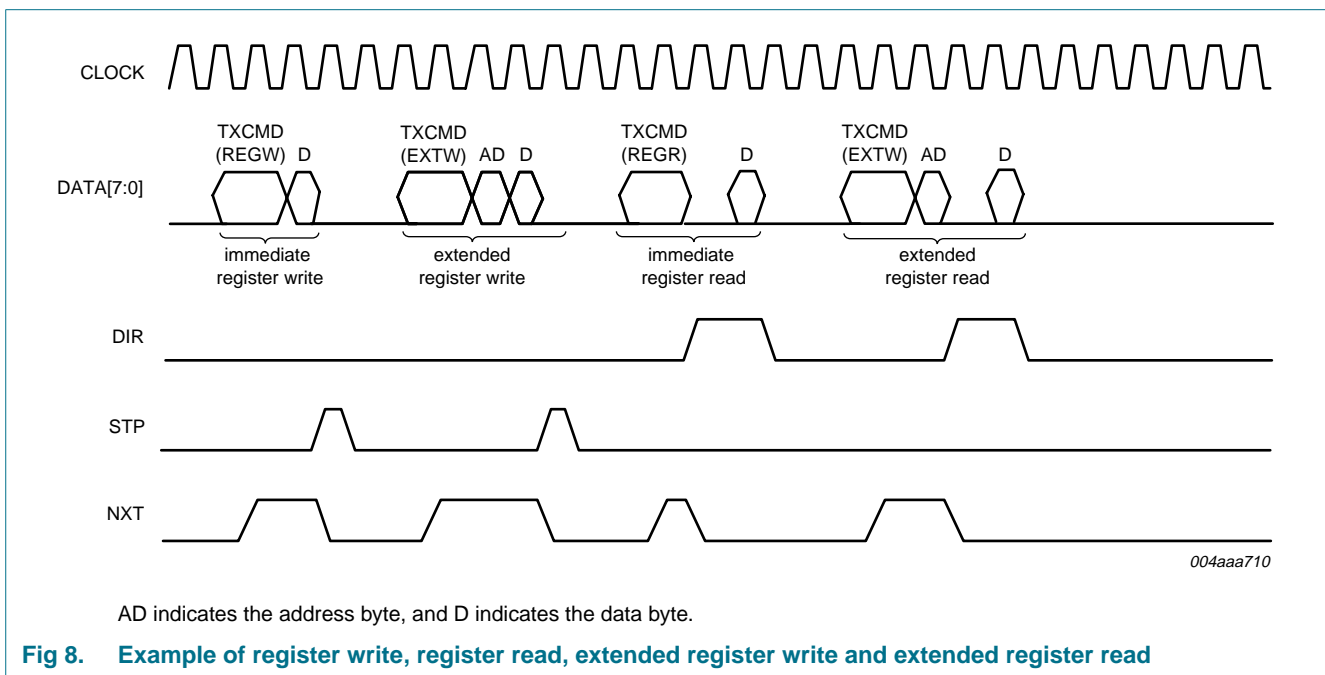 CLOCK
TXCMD TXCMD TXCMD TXCMD
(REGW) D (EXTW) AD D (REGR) D (EXTW) AD D
DATA[7:0]
immediate extended immediate extended
register write register write register read register read
DIR
STP
NXT
004aaa710
AD indicates the address byte, and D indicates the data byte.
Fig 8. Example of register write, register read, extended register write and extended register read